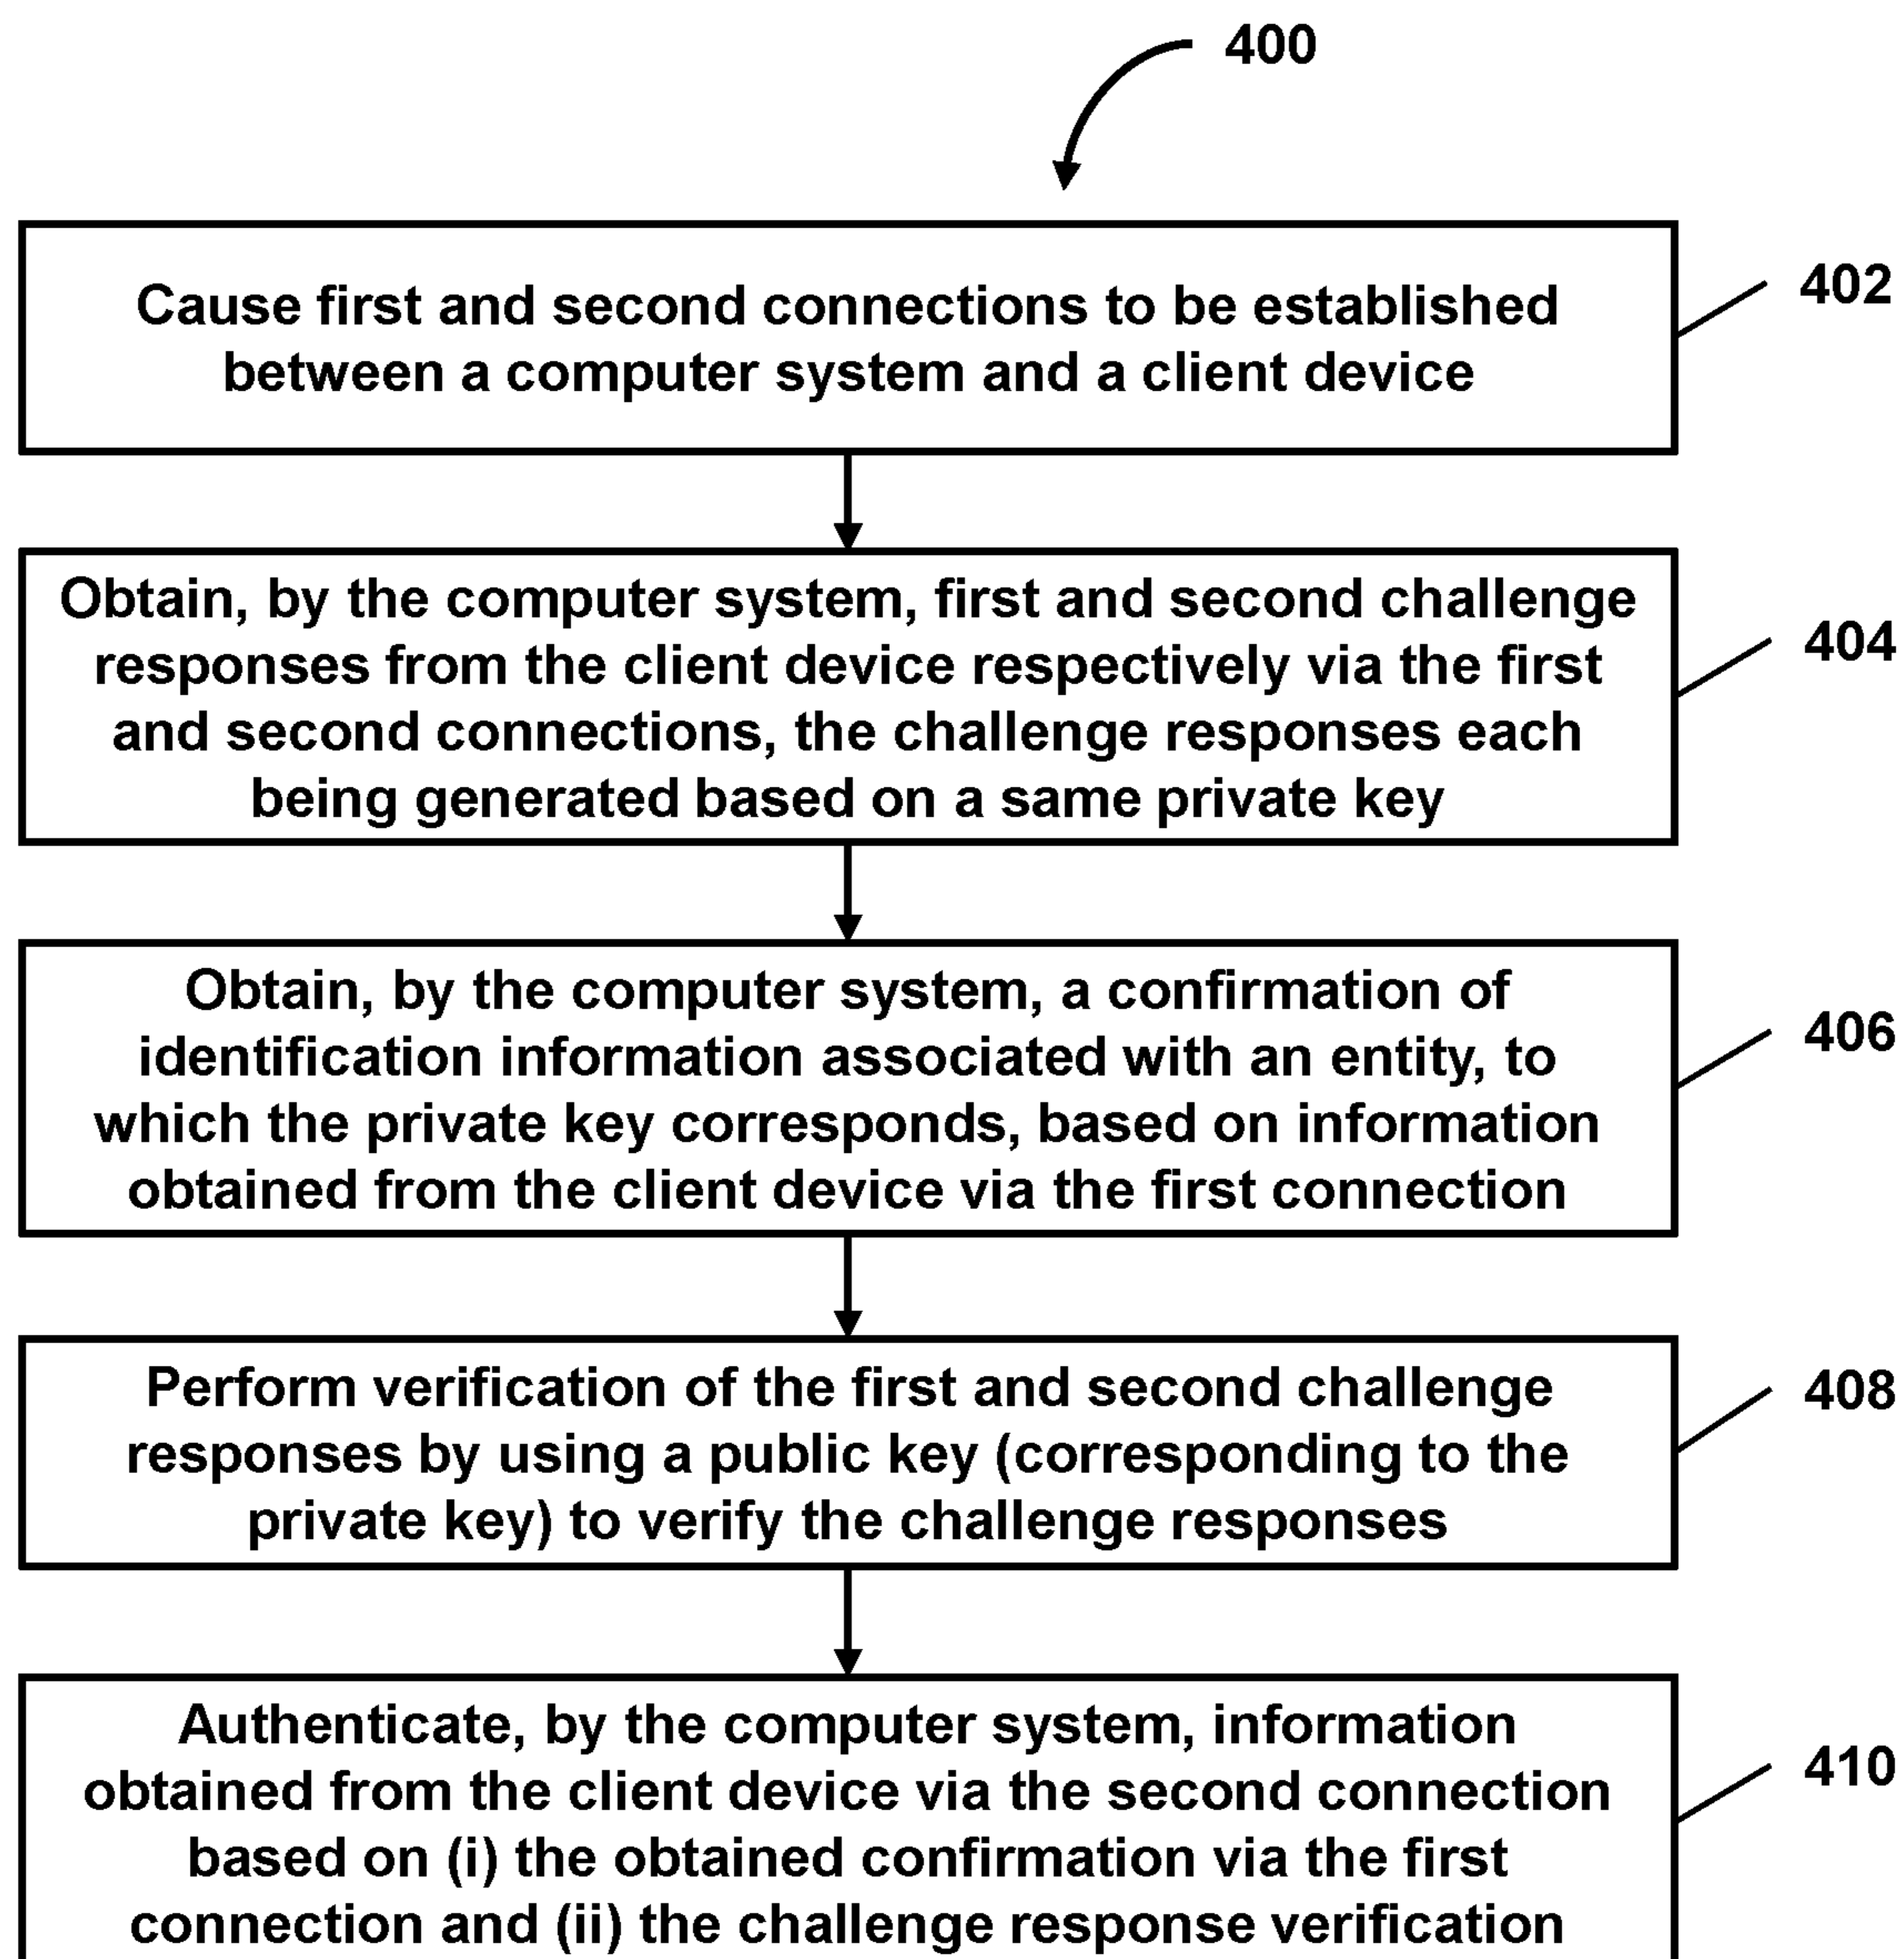 400
Cause first and second connections to be established
between a computer system and a client device
402
Obtain, by the computer system, first and second challenge
responses from the client device respectively via the first
and second connections, the challenge responses each
being generated based on a same private key
404
Obtain, by the computer system, a confirmation of
identification information associated with an entity, to
which the private key corresponds, based on information
obtained from the client device via the first connection
406
Perform verification of the first and second challenge
responses by using a public key (corresponding to the
private key) to verify the challenge responses
408
Authenticate, by the computer system, information
obtained from the client device via the second connection
based on (i) the obtained confirmation via the first
connection and (ii) the challenge response verification
410